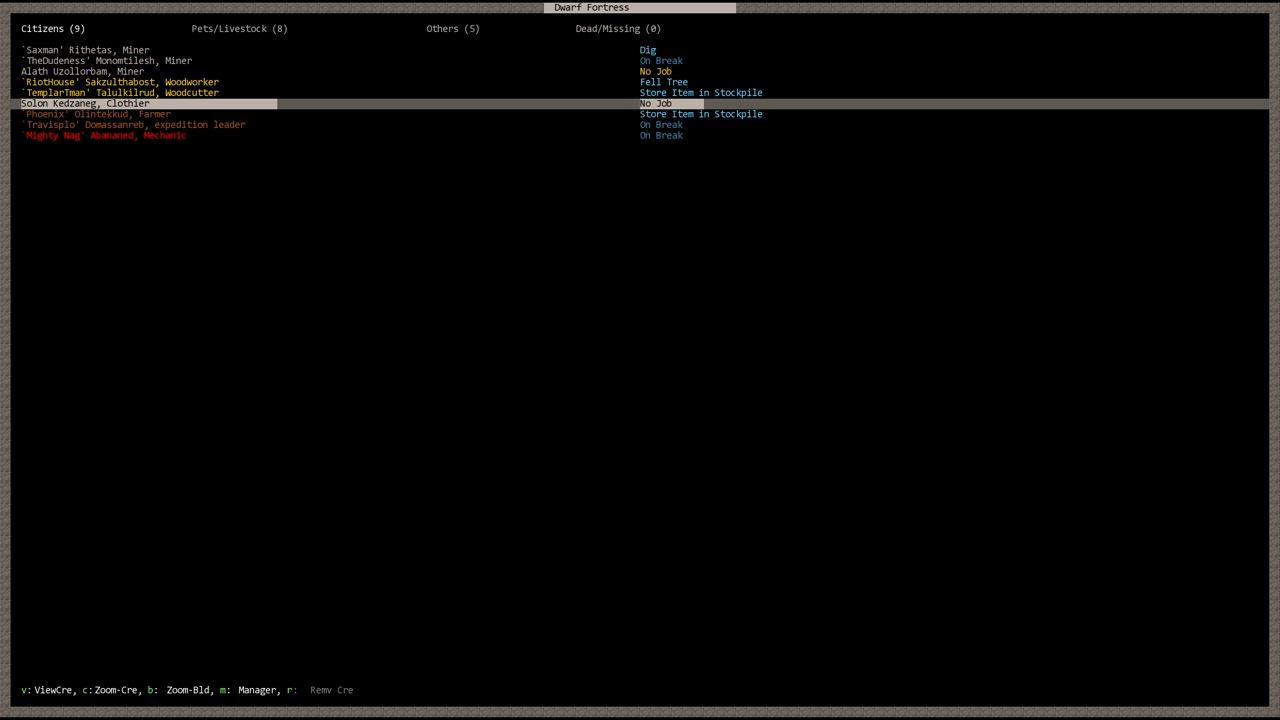 Dwarf Fortress
Citizens (9) Pets/Livestock (8) Others (5) Dead/Missing (0)
`Saxman' Rithetas, Miner Dig
`TheDudeness' Monomtilesh, Miner On Break
Alath Uzollorbam, Miner No Job
`RiotHouse' Sakzulthabost, Woodworker Fell Tree
`TemplarTman' Talulkilrud, Woodcutter Store Item in Stockpile
Solon Kedzaneg, Clothier No Job
`Phoenix' Olintekkud, Farmer Store Item in Stockpile
`Travisplo' Domassanreb, expedition leader On Break
`Mighty Nag' Abananed, Mechanic On Break
v:ViewCre, c:Zoom-Cre, b: Zoom-Bld, m: Manager, r: Remv Cre